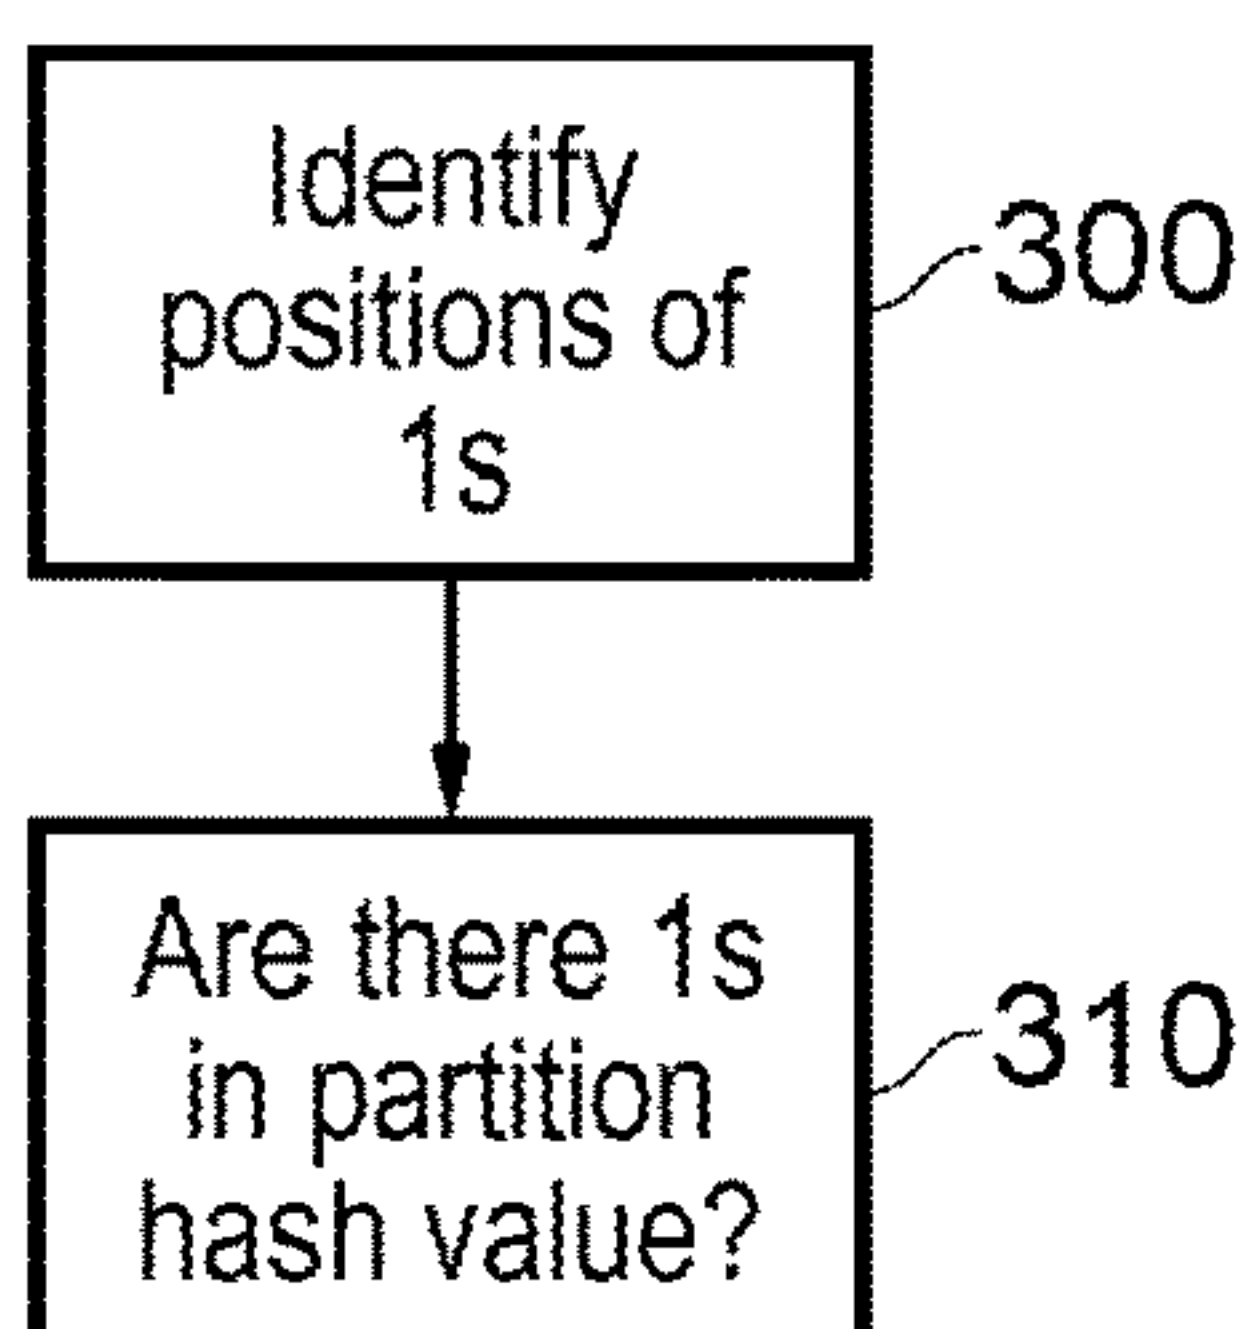 Identify
positions of
1s
300
Are there 1s
in partition
hash value?
310